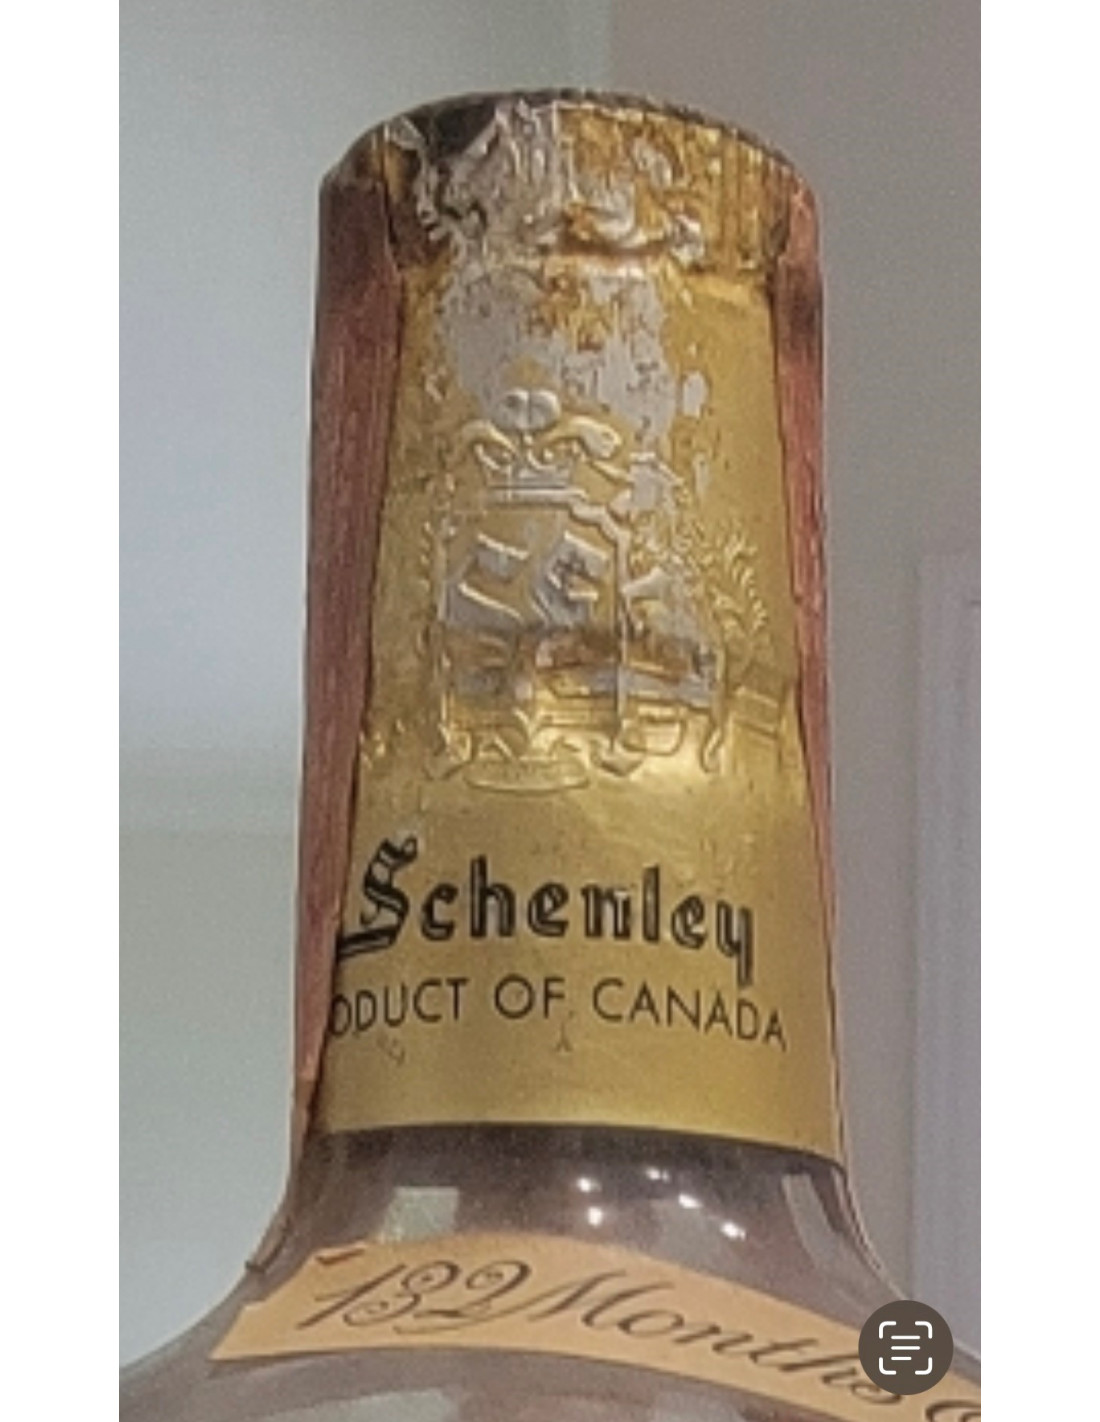 Schenley
ODUCT OF CANADA
132 Months